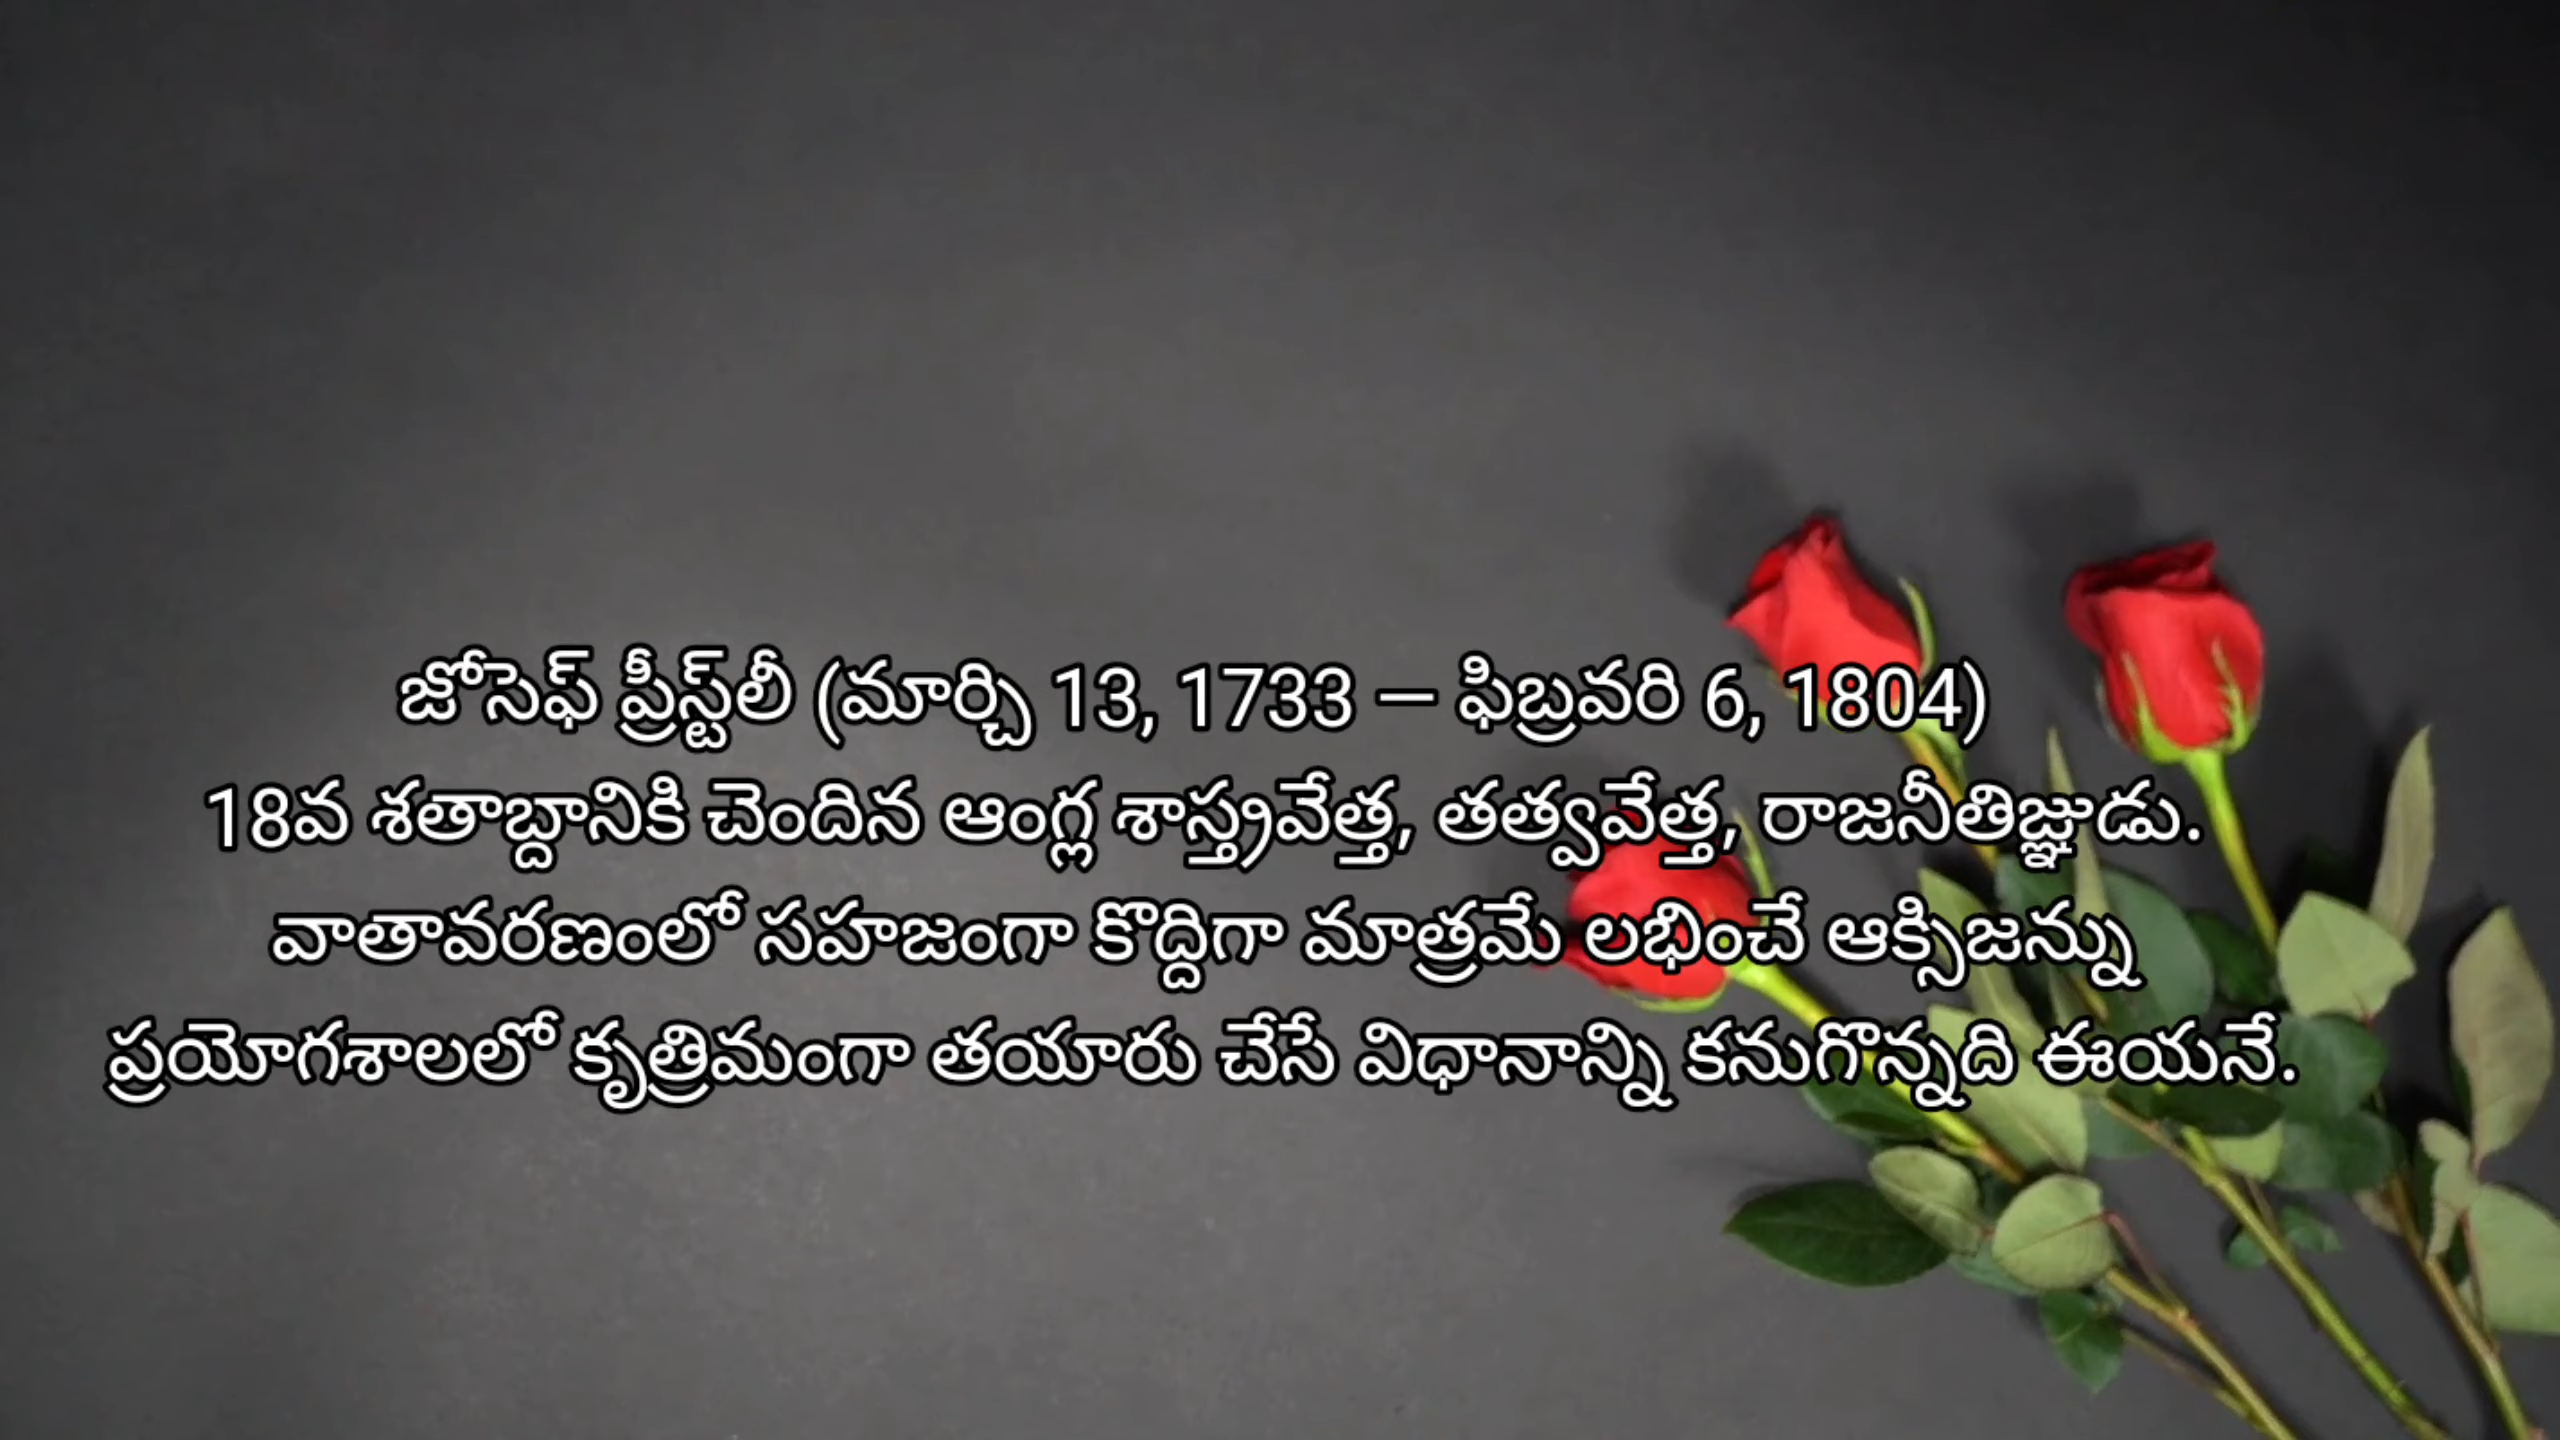 జోసెఫ్ ప్రీస్ట్‌లీ (మార్చి 13, 1733 – ఫిబ్రవరి 6, 1804)
18వ శతాబ్దానికి చెందిన ఆంగ్ల శాస్త్రవేత్త, తత్వవేత్త, రాజనీతిజ్ఞుడు.
వాతావరణంలో సహజంగా కొద్దిగా మాత్రమే లభించే ఆక్సిజన్ను
ప్రయోగశాలలో కృత్రిమంగా తయారు చేసే విధానాన్ని కనుగొన్నది ఈయనే.